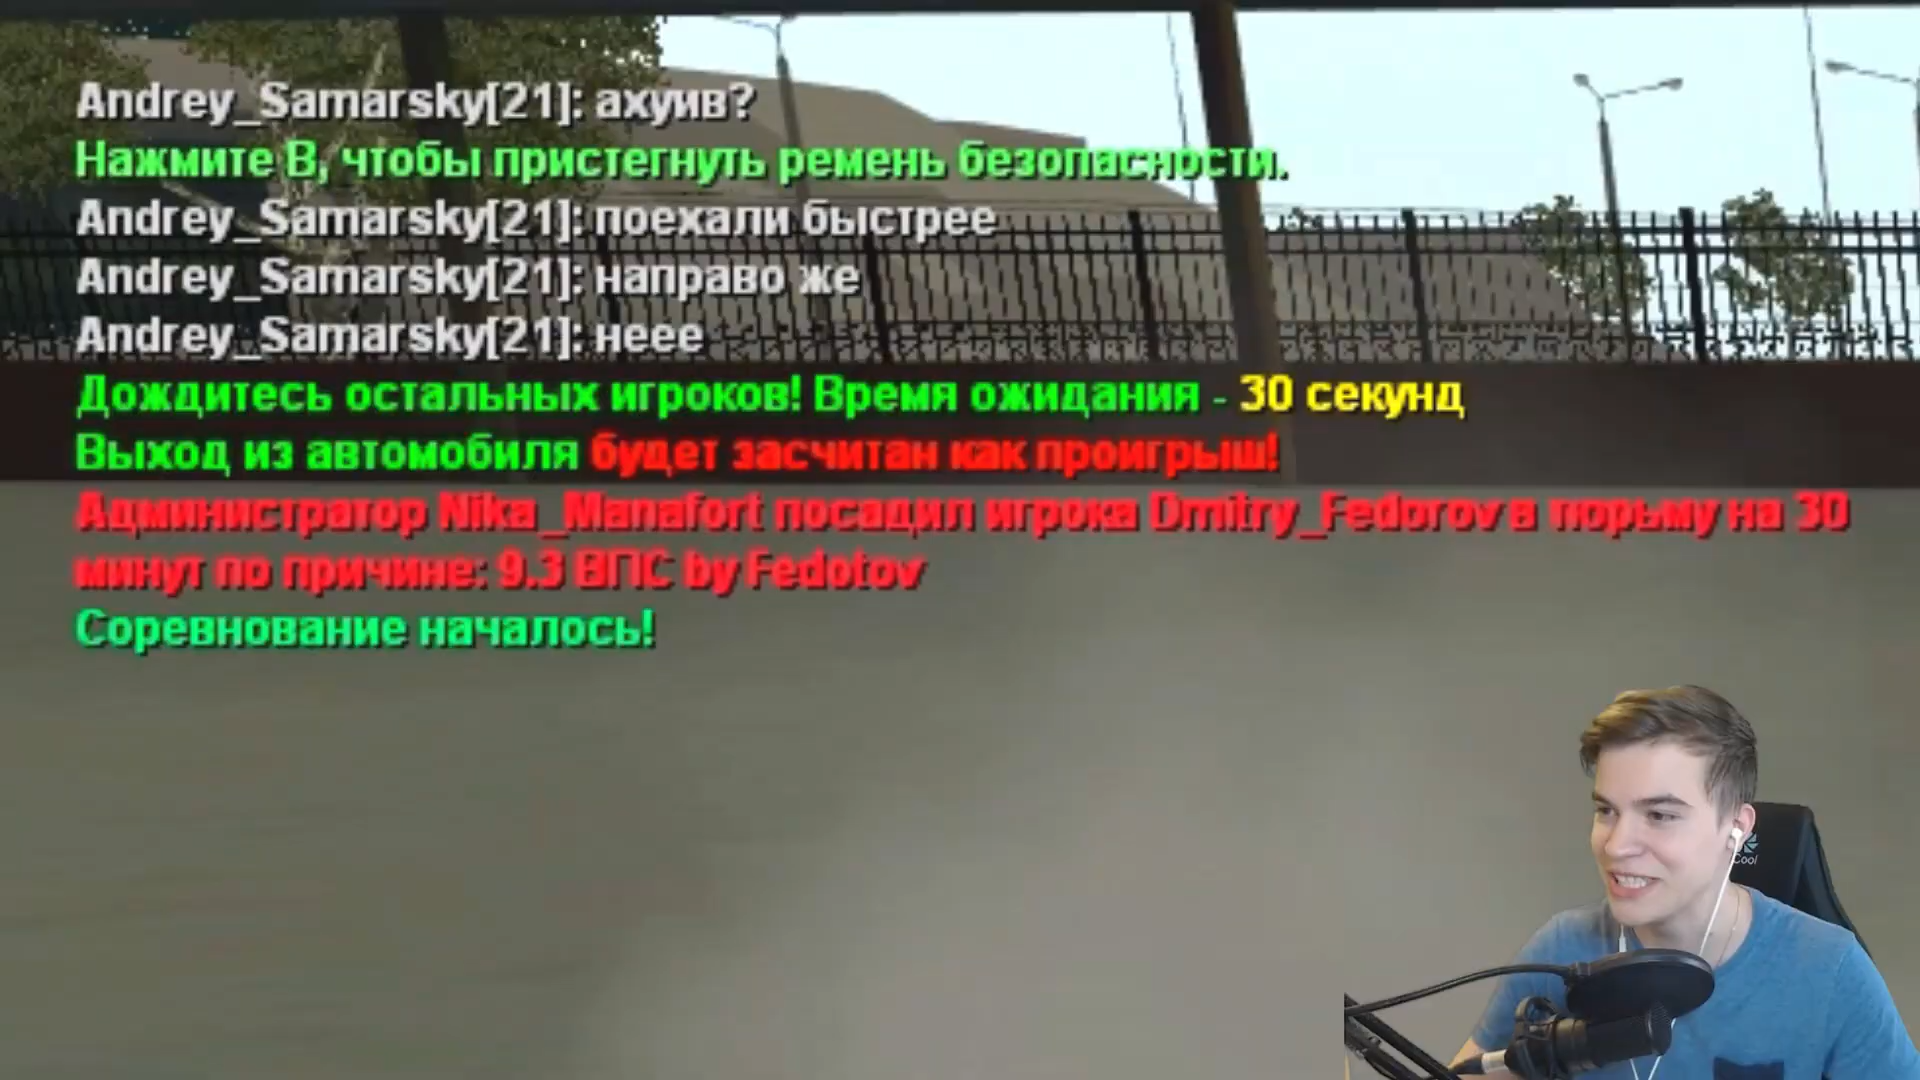 Andrey_Samarsky[21]: ахуив?
Нажмите B, чтобы пристегнуть ремень безопасности.
Andrey_Samarsky[21]: поехали быстрее
Andrey_Samarsky[21]: направо же
Andrey_Samarsky[21]: неее
Дождитесь остальных игроков! Время ожидания - 30 секунд
Выход из автомобиля будет засчитан как проигрыш!
Администратор Nika_Manafort посадил игрока Dmitry_Fedorov в тюрьму на 30
минут по причине: 9.3 ВПС by Fedotov
Соревнование началось!
Cool